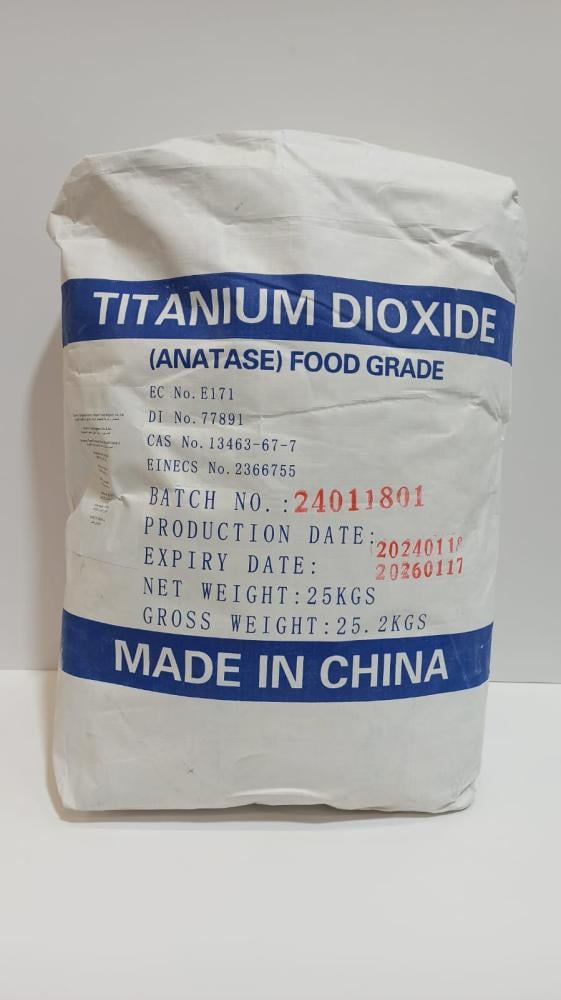 TITANIUM DIOXIDE
(ANATASE) FOOD GRADE
EC No. E171
DI No. 77891
CAS No. 13463-67-7
EINECS No. 2366755
BATCH NO. : 24011801
PRODUCTION DATE: 20240118
EXPIRY DATE: 20260117
NET WEIGHT:25KGS
GROSS WEIGHT:25.2KGS
MADE IN CHINA